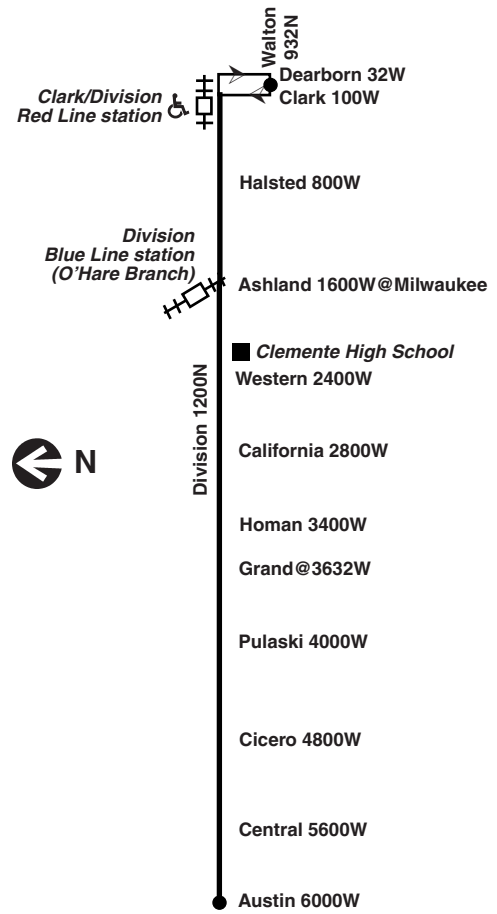 Walton
932N
Dearborn 32W
Clark 100W
Clark/Division
Red Line station
Halsted 800W
Division
Blue Line station
(O'Hare Branch)
Ashland 1600W@Milwaukee
Clemente High School
Western 2400W
Division 1200N
California 2800W
N
Homan 3400W
Grand@3632W
Pulaski 4000W
Cicero 4800W
Central 5600W
Austin 6000W